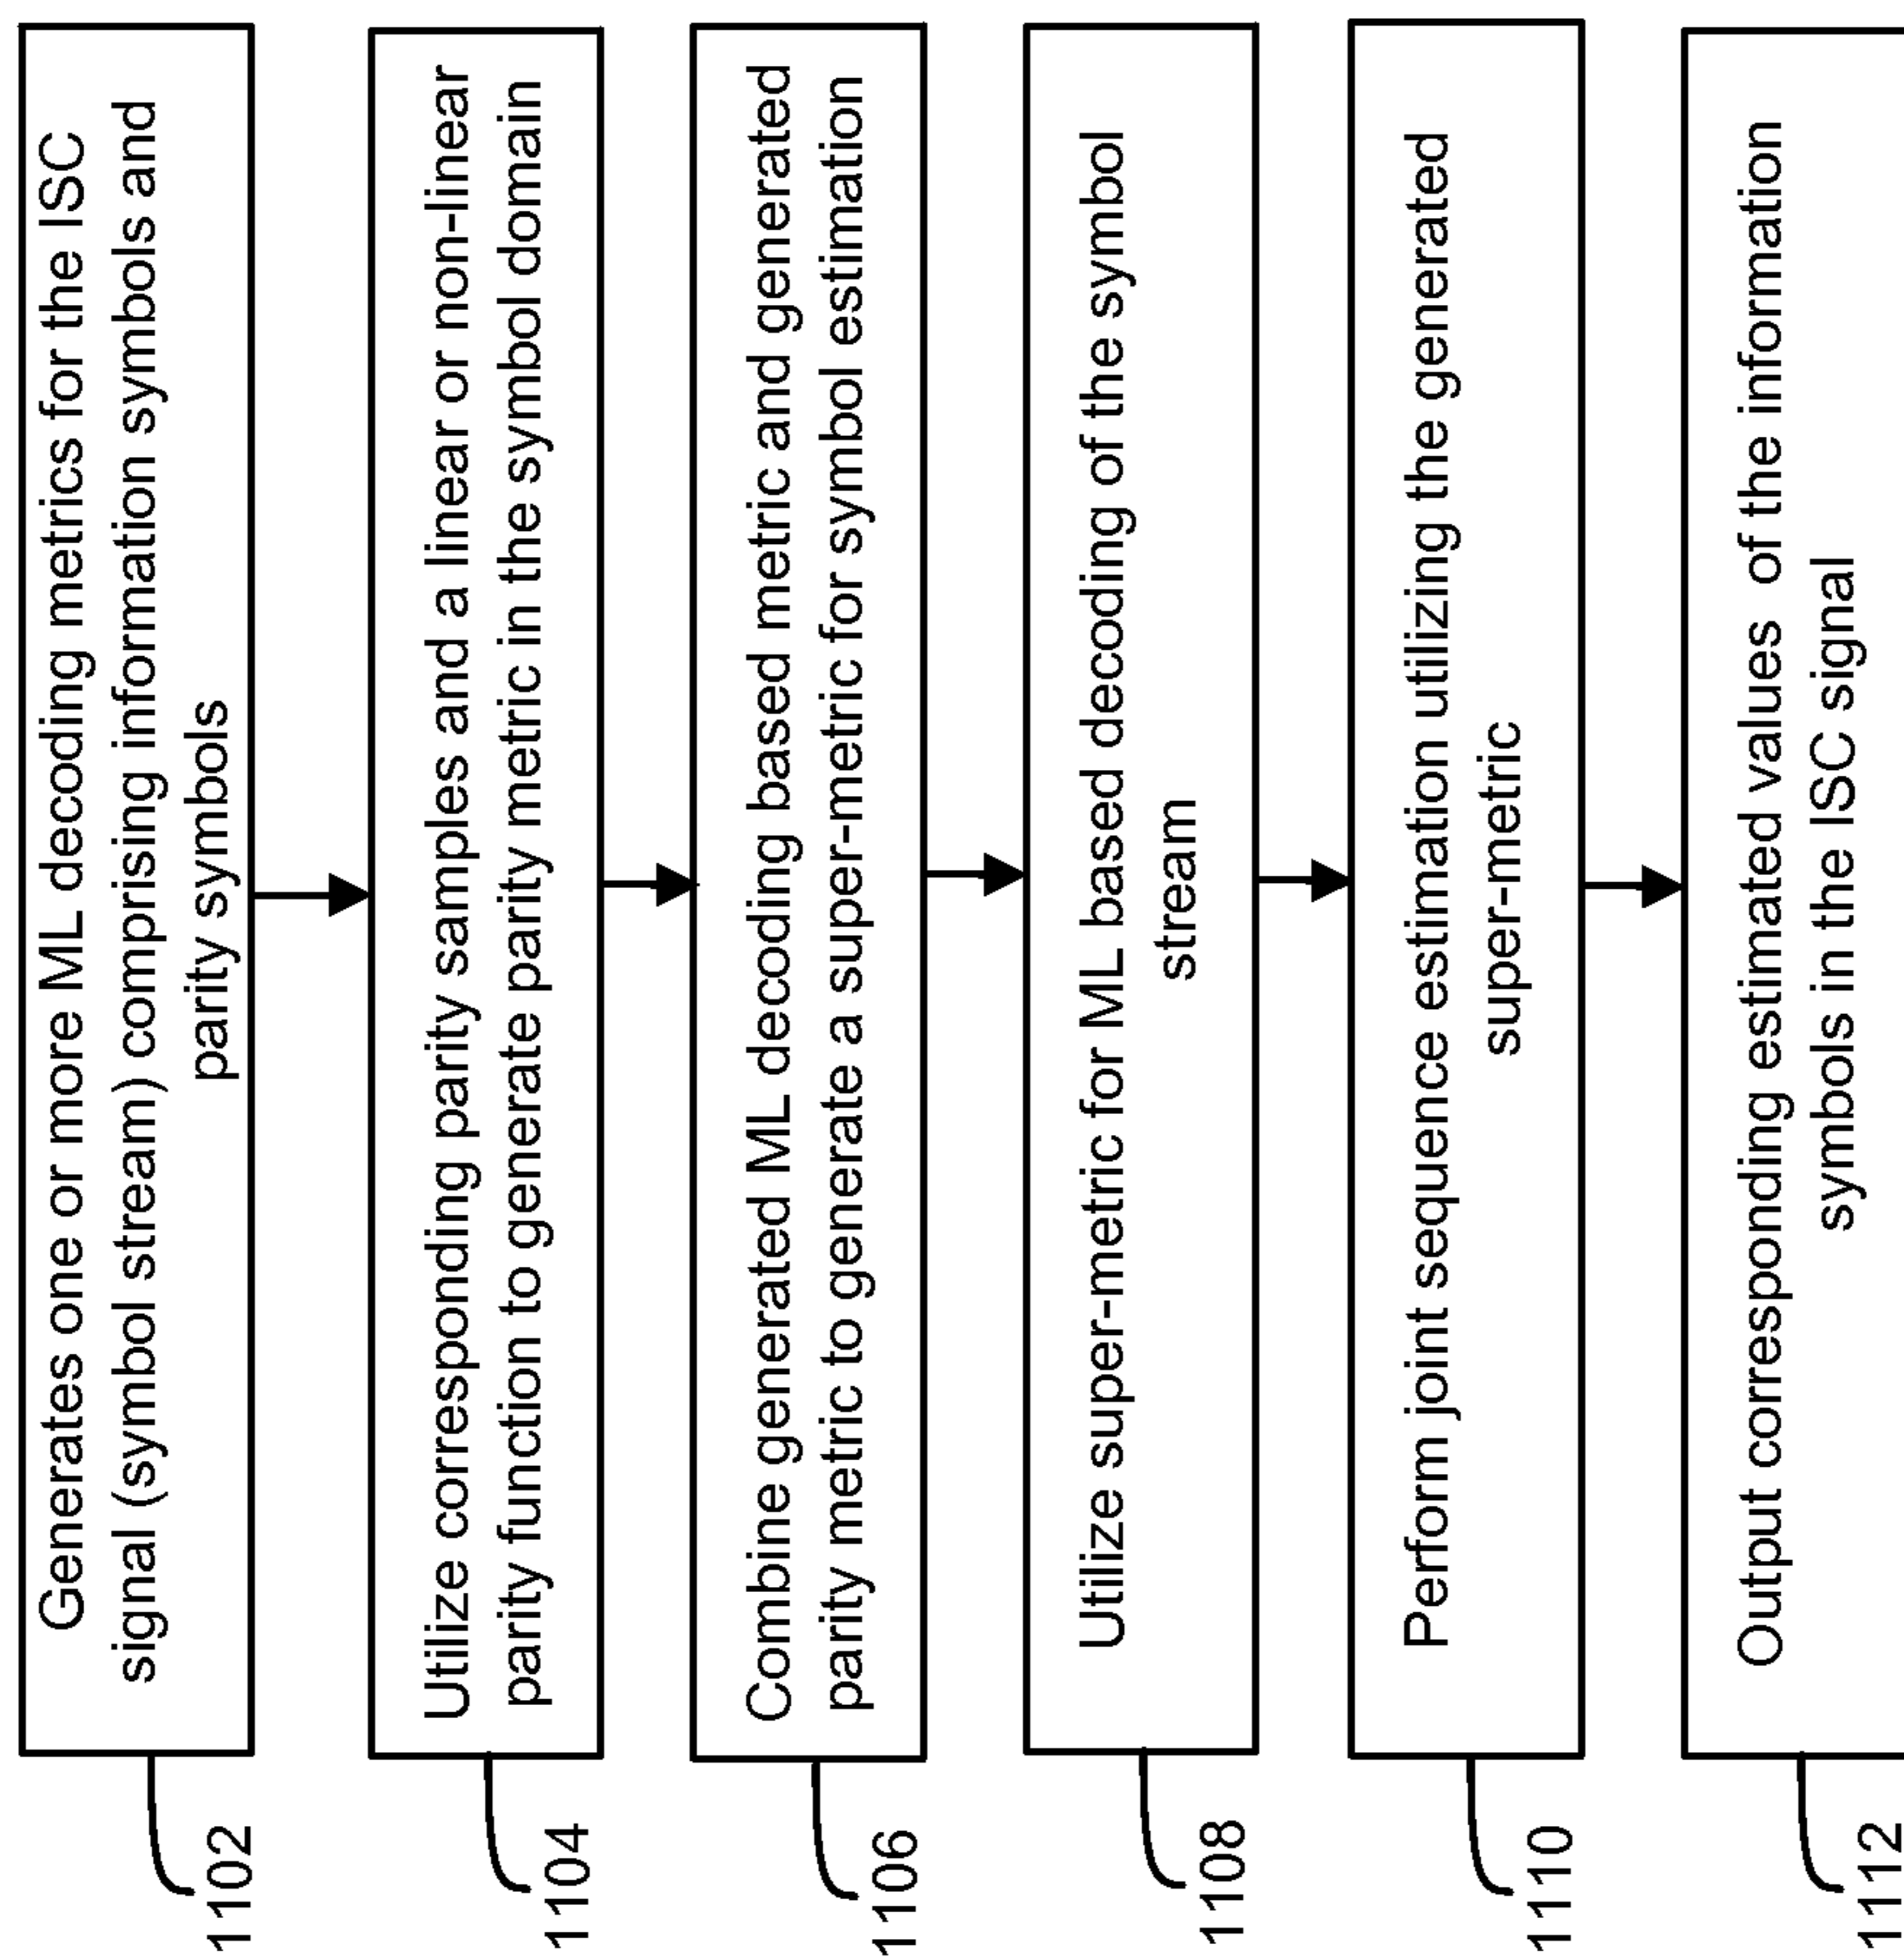 Generates one or more ML decoding metrics for the ISC
signal (symbol stream) comprising information symbols and
parity symbols
1102
Utilize corresponding parity samples and a linear or non-linear
parity function to generate parity metric in the symbol domain
1104
Combine generated ML decoding based metric and generated
parity metric to generate a super-metric for symbol estimation
1106
Utilize super-metric for ML based decoding of the symbol
stream
1108
Perform joint sequence estimation utilizing the generated
super-metric
1110
Output corresponding estimated values of the information
symbols in the ISC signal
1112